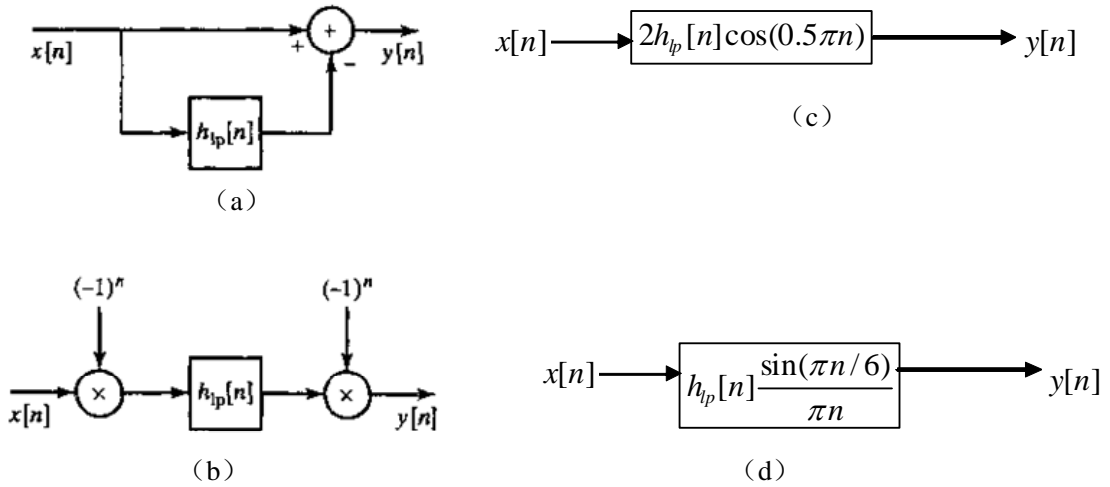 x[n]
+
+
−
y[n]
h_lp[n]
(a)
x[n]
2h_lp[n]cos(0.5πn)
y[n]
(c)
(−1)^n
(−1)^n
x[n]
×
h_lp[n]
×
y[n]
(b)
x[n]
h_lp[n] sin(πn/6)/πn
y[n]
(d)